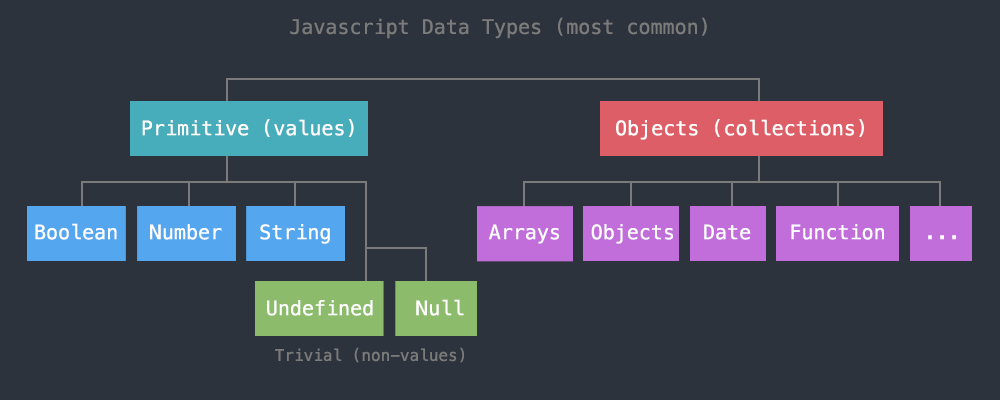 Javascript Data Types (most common)
Primitive (values)
Objects (collections)
Boolean
Number
String
Arrays
Objects
Date
Function
...
Undefined
Null
Trivial (non-values)